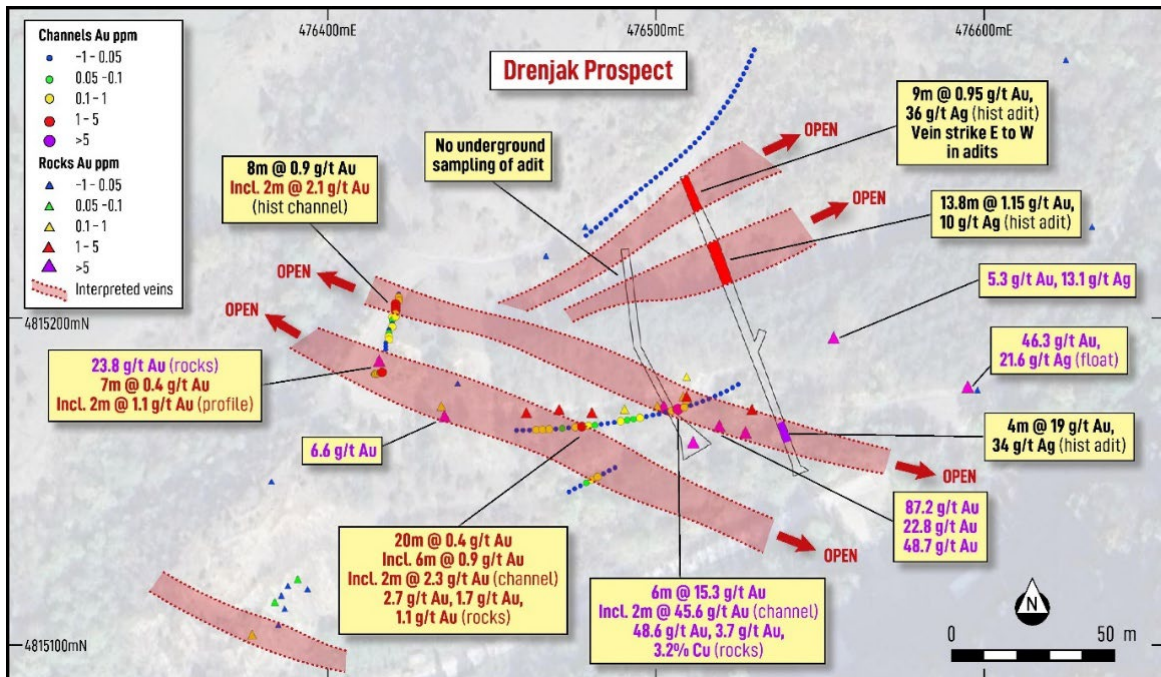 476400mE
476500mE
476600mE
Channels Au ppm
-1 - 0.05
0.05 -0.1
0.1 - 1
1 - 5
>5
Rocks Au ppm
-1 - 0.05
0.05-0.1
0.1 - 1
1 - 5
>5
Interpreted veins
Drenjak Prospect
9m @ 0.95 g/t Au,
36 g/t Ag (hist adit)
Vein strike E to W
in adits
OPEN
No underground
sampling of adit
8m @ 0.9 g/t Au
Incl. 2m @ 2.1 g/t Au
(hist channel)
13.8m @ 1.15 g/t Au,
10 g/t Ag (hist adit)
OPEN
OPEN
OPEN
5.3 g/t Au, 13.1 g/t Ag
4815200mN
46.3 g/t Au,
21.6 g/t Ag (float)
23.8 g/t Au (rocks)
7m @ 0.4 g/t Au
Incl. 2m @ 1.1 g/t Au (profile)
4m @ 19 g/t Au,
34 g/t Ag (hist adit)
6.6 g/t Au
OPEN
87.2 g/t Au
22.8 g/t Au
48.7 g/t Au
20m @ 0.4 g/t Au
Incl. 6m @ 0.9 g/t Au
Incl. 2m @ 2.3 g/t Au (channel)
2.7 g/t Au, 1.7 g/t Au,
1.1 g/t Au (rocks)
OPEN
6m @ 15.3 g/t Au
Incl. 2m @ 45.6 g/t Au (channel)
48.6 g/t Au, 3.7 g/t Au,
3.2% Cu (rocks)
N
0 50 m
4815100mN